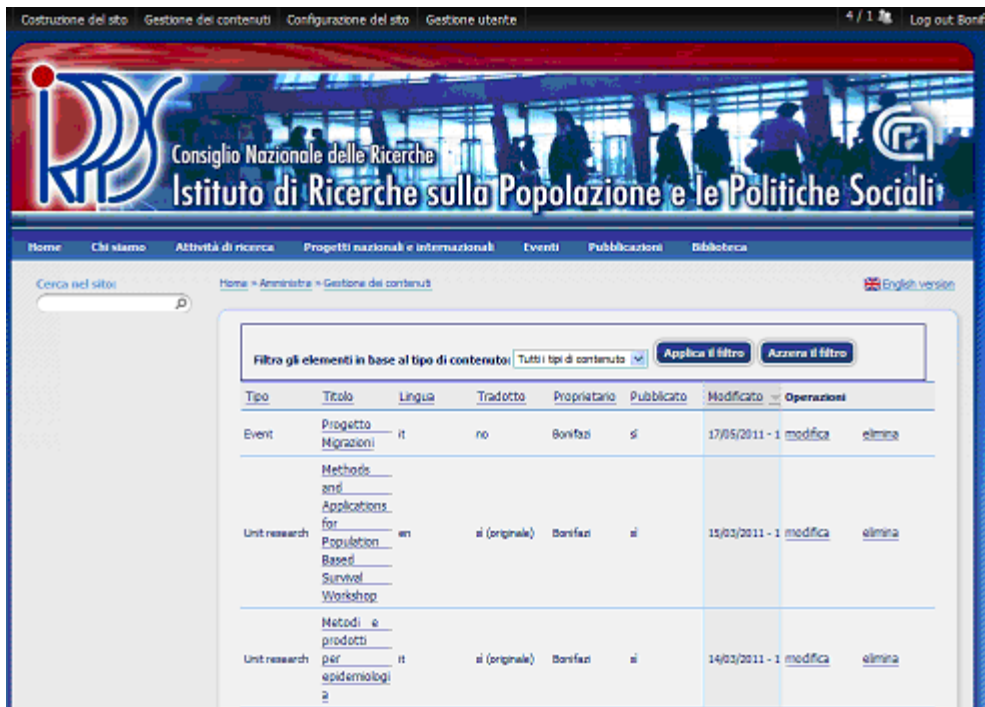 Costruzione del sito Gestione dei contenuti Configurazione del sito Gestione utente 4 / 1 Log out Bonif
IRPPS
Consiglio Nazionale delle Ricerche
Istituto di Ricerche sulla Popolazione e le Politiche Sociali
Home Chi siamo Attività di ricerca Progetti nazionali e internazionali Eventi Pubblicazioni Biblioteca
Cerca nel sito: Home » Amministra » Gestione dei contenuti English version
Filtra gli elementi in base al tipo di contenuto: Tutti i tipi di contenuto Applica il filtro Azzera il filtro
Tipo Titolo Lingua Tradotto Proprietario Pubblicato Modificato Operazioni
Event Progetto Migrazioni it no Bonifazi sì 17/05/2011 - 1 modifica elimina
Methods
and
Applications
for
Unit research Population en sì (originale) Bonifazi sì 15/03/2011 - 1 modifica elimina
Based
Survival
Workshop
Metodi e
prodotti
Unit research per it sì (originale) Bonifazi sì 14/03/2011 - 1 modifica elimina
epidemiologi
a